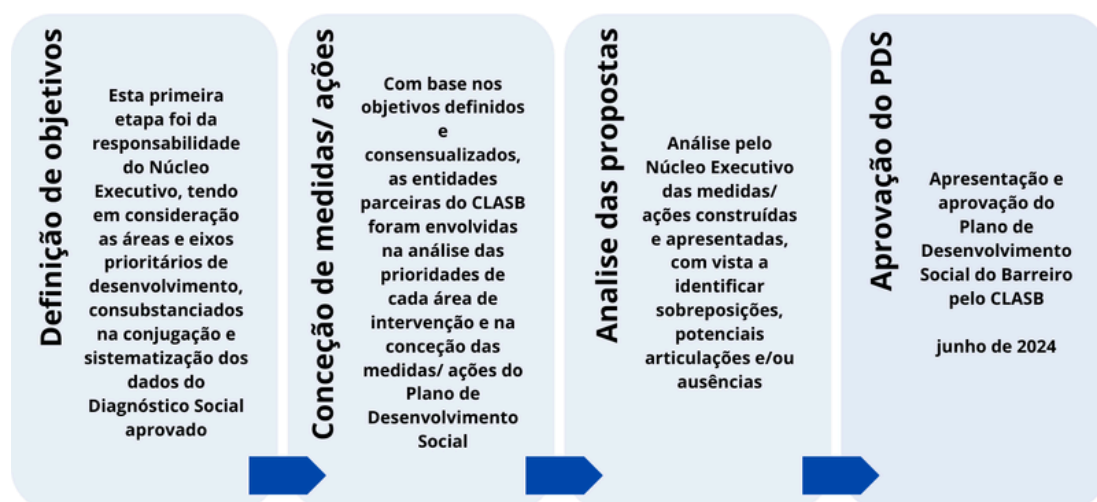 Definição de objetivos
Esta primeira
etapa foi da
responsabilidade
do Núcleo
Executivo, tendo
em consideração
as áreas e eixos
prioritários de
desenvolvimento,
consubstanciados
na conjugação e
sistematização dos
dados do
Diagnóstico Social
aprovado
Conceção de medidas/ ações
Com base nos
objetivos definidos
e
consensualizados,
as entidades
parceiras do CLASB
foram envolvidas
na análise das
prioridades de
cada área de
intervenção e na
conceção das
medidas/ ações do
Plano de
Desenvolvimento
Social
Analise das propostas
Análise pelo
Núcleo Executivo
das medidas/
ações construídas
e apresentadas,
com vista a
identificar
sobreposições,
potenciais
articulações e/ou
ausências
Aprovação do PDS
Apresentação e
aprovação do
Plano de
Desenvolvimento
Social do Barreiro
pelo CLASB
junho de 2024